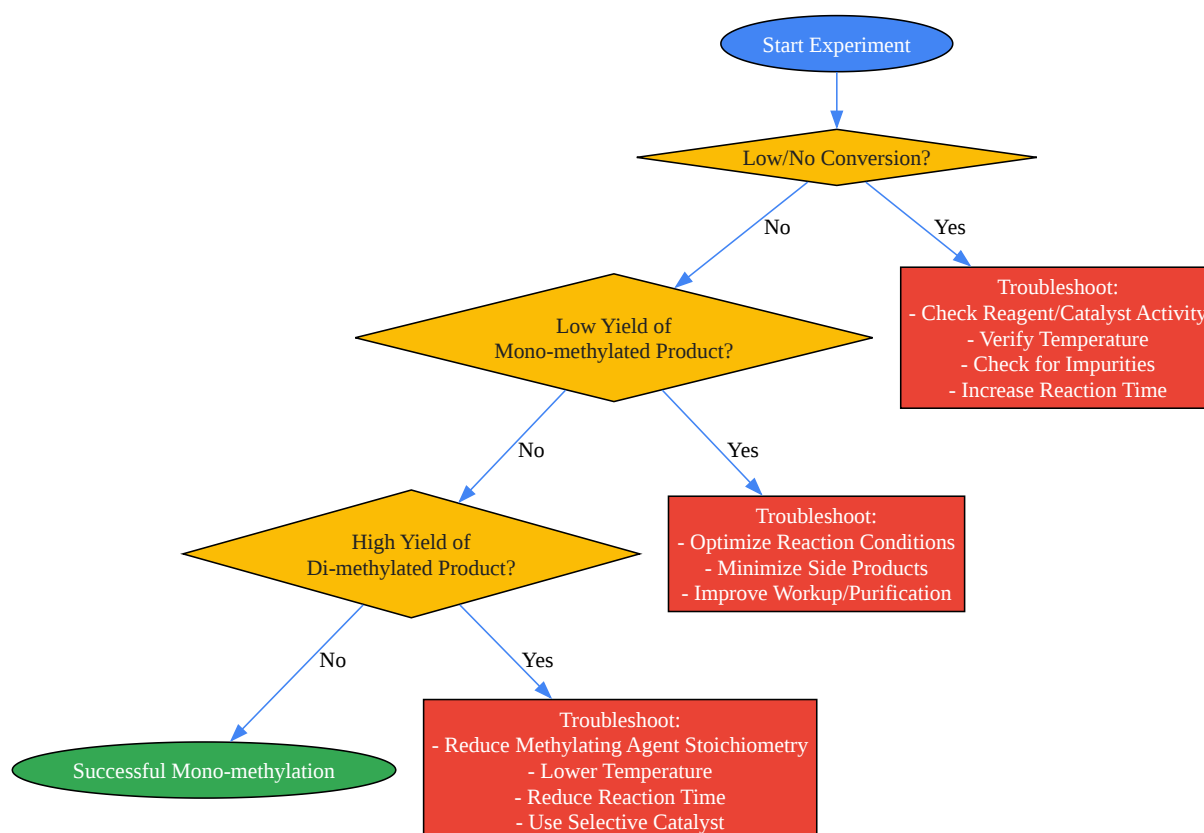 Start Experiment
Low/No Conversion?
No
Yes
Troubleshoot:
- Check Reagent/Catalyst Activity
- Verify Temperature
- Check for Impurities
- Increase Reaction Time
Low Yield of
Mono-methylated Product?
No
Yes
Troubleshoot:
- Optimize Reaction Conditions
- Minimize Side Products
- Improve Workup/Purification
High Yield of
Di-methylated Product?
No
Yes
Successful Mono-methylation
Troubleshoot:
- Reduce Methylating Agent Stoichiometry
- Lower Temperature
- Reduce Reaction Time
- Use Selective Catalyst